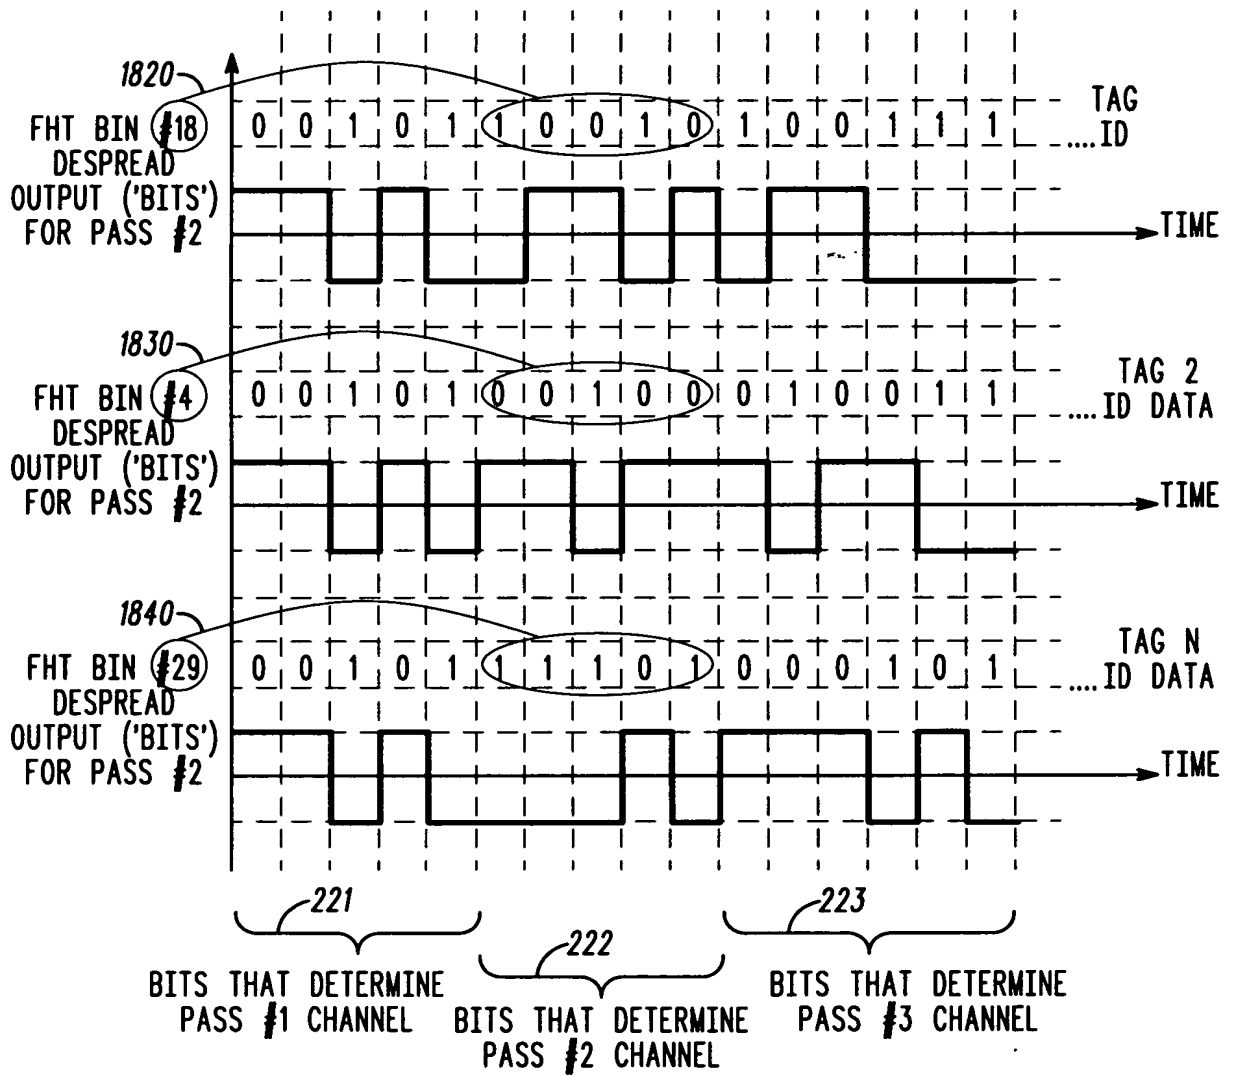 1820
FHT BIN #18
DESPREAD
OUTPUT ('BITS')
FOR PASS #2
0 0 1 0 1 1 0 0 1 0 1 0 0 1 1 1
TAG
....ID
TIME
1830
FHT BIN #4
DESPREAD
OUTPUT ('BITS')
FOR PASS #2
0 0 1 0 1 0 0 1 0 0 0 1 0 0 1 1
TAG 2
....ID DATA
TIME
1840
FHT BIN #29
DESPREAD
OUTPUT ('BITS')
FOR PASS #2
0 0 1 0 1 1 1 1 0 1 0 0 0 1 0 1
TAG N
....ID DATA
TIME
221
BITS THAT DETERMINE
PASS #1 CHANNEL
222
BITS THAT DETERMINE
PASS #2 CHANNEL
223
BITS THAT DETERMINE
PASS #3 CHANNEL